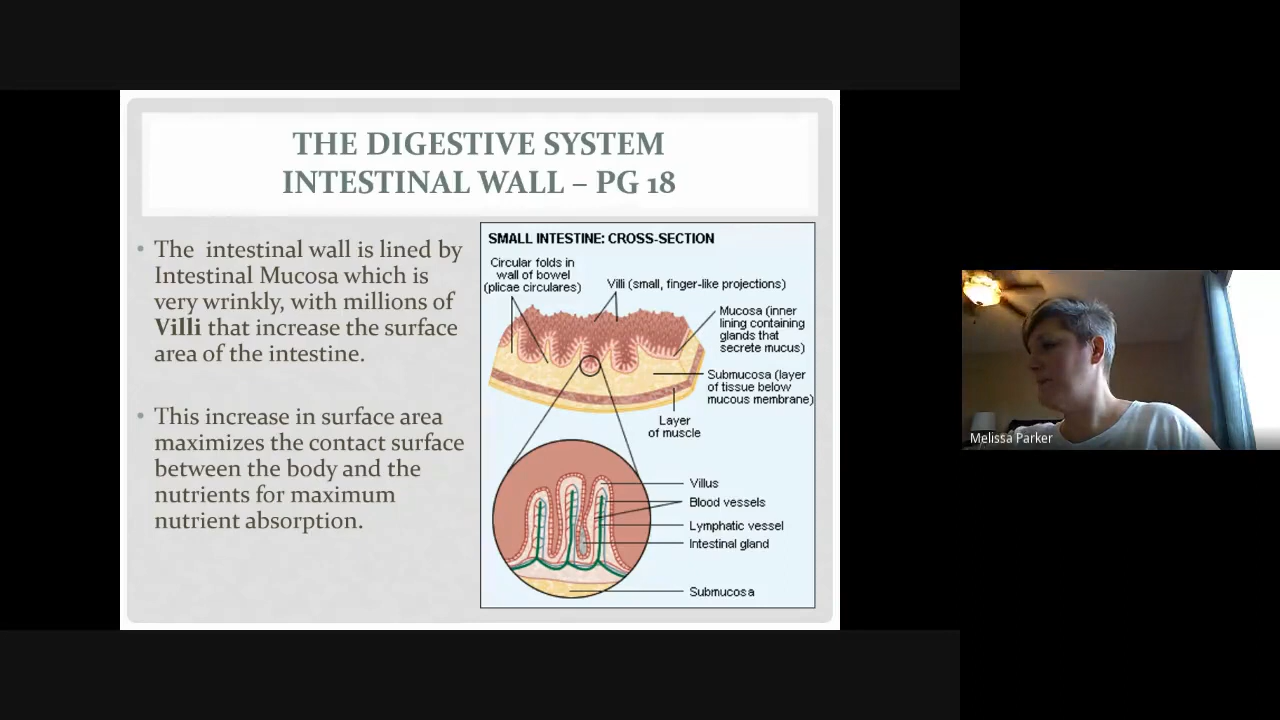 THE DIGESTIVE SYSTEM
INTESTINAL WALL – PG 18
• The  intestinal wall is lined by
Intestinal Mucosa which is
very wrinkly, with millions of
Villi that increase the surface
area of the intestine.
• This increase in surface area
maximizes the contact surface
between the body and the
nutrients for maximum
nutrient absorption.
SMALL INTESTINE: CROSS-SECTION
Circular folds in
wall of bowel
(plicae circulares)
Villi (small, finger-like projections)
Mucosa (inner
lining containing
glands that
secrete mucus)
Submucosa (layer
of tissue below
mucous membrane)
Layer
of muscle
Villus
Blood vessels
Lymphatic vessel
Intestinal gland
Submucosa
Melissa Parker